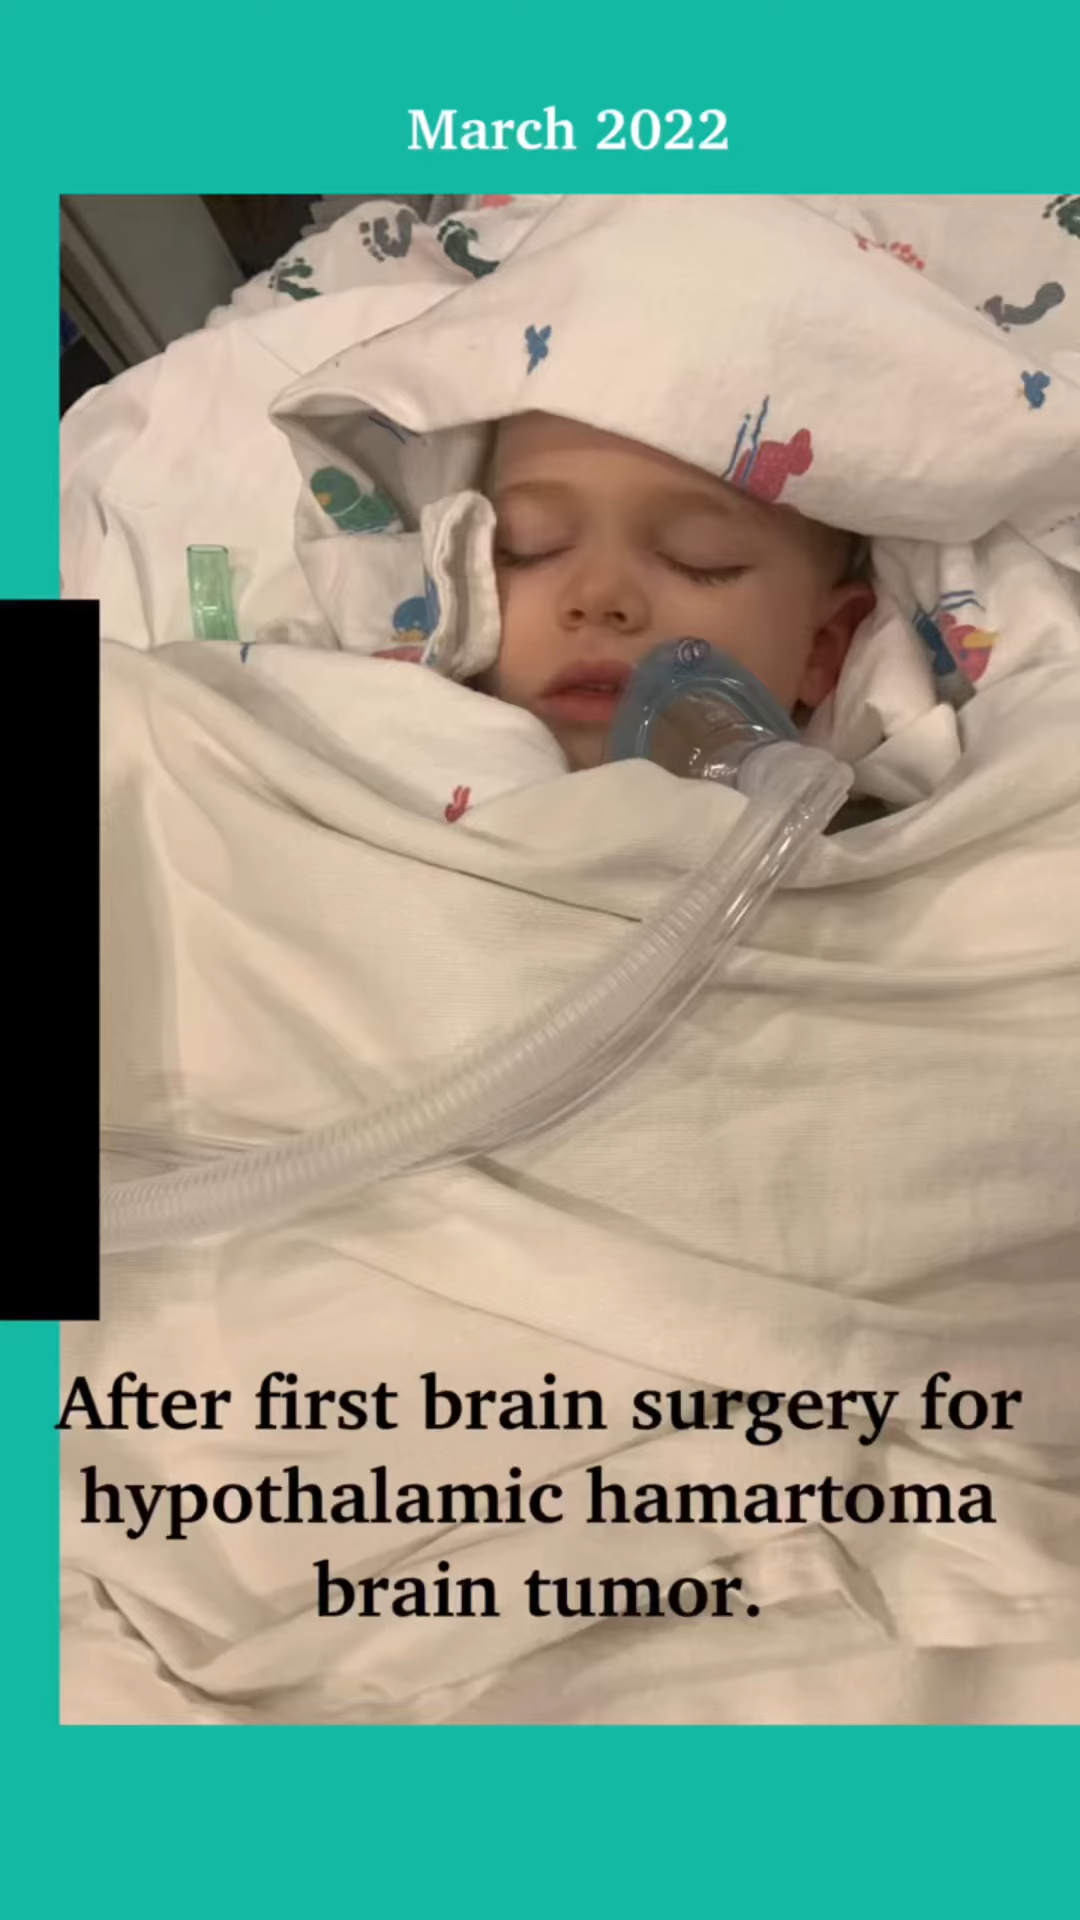 March 2022
After first brain surgery for
hypothalamic hamartoma
brain tumor.